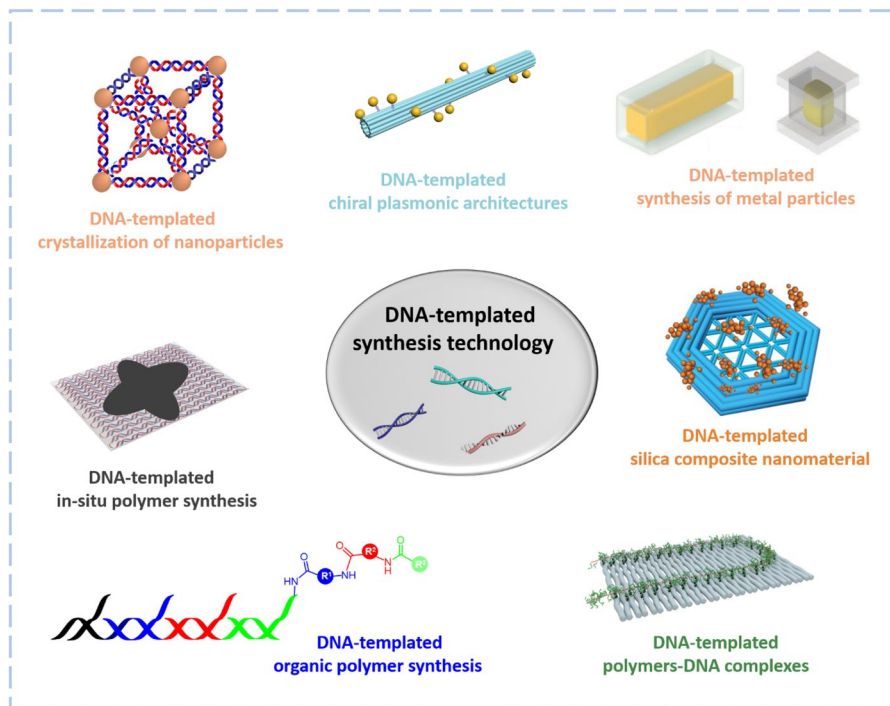 DNA-templated
crystallization of nanoparticles
DNA-templated
chiral plasmonic architectures
DNA-templated
synthesis of metal particles
DNA-templated
synthesis technology
DNA-templated
in-situ polymer synthesis
DNA-templated
silica composite nanomaterial
O
HN
R¹
NH
O
R²
N
H
O
R³
DNA-templated
organic polymer synthesis
DNA-templated
polymers-DNA complexes